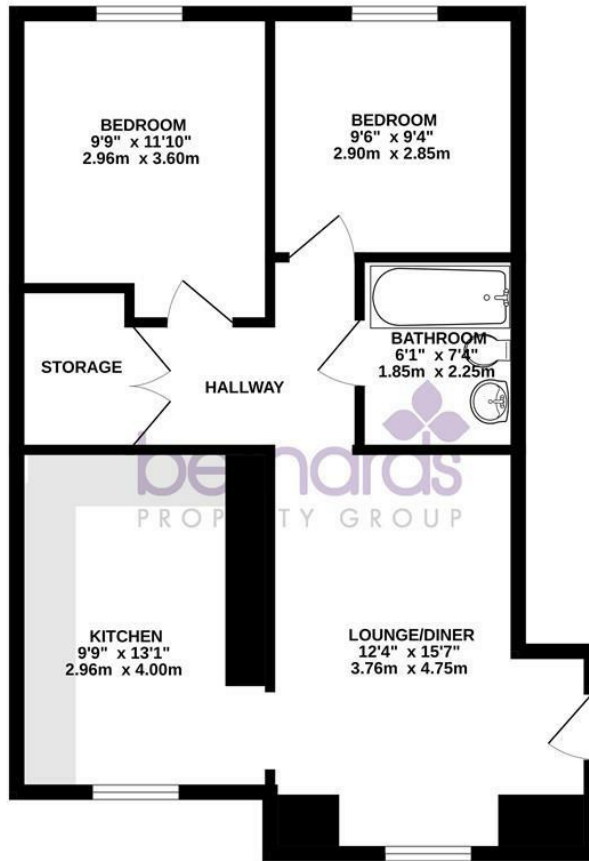 BEDROOM
9'9" x 11'10"
2.96m x 3.60m
BEDROOM
9'6" x 9'4"
2.90m x 2.85m
BATHROOM
6'1" x 7'4"
1.85m x 2.25m
STORAGE
HALLWAY
bernards
PROPERTY GROUP
KITCHEN
9'9" x 13'1"
2.96m x 4.00m
LOUNGE/DINER
12'4" x 15'7"
3.76m x 4.75m